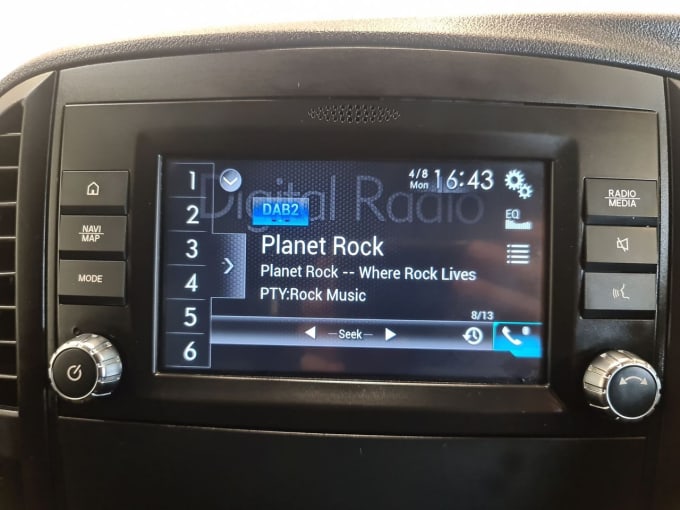 4/8
Mon
16:43
Digital Radio
1
2
3
4
5
6
DAB2
EQ
Planet Rock
Planet Rock -- Where Rock Lives
PTY:Rock Music
8/13
Seek
NAVI
MAP
MODE
RADIO
MEDIA